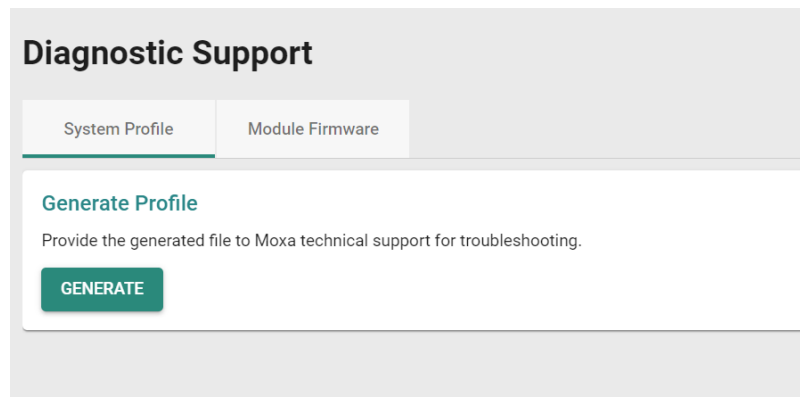 Diagnostic Support
System Profile
Module Firmware
Generate Profile
Provide the generated file to Moxa technical support for troubleshooting.
GENERATE